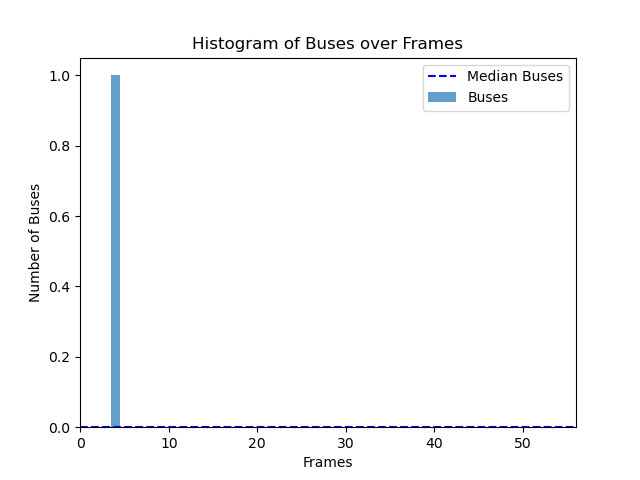 Histogram of Buses over Frames
Median Buses
Buses
Number of Buses
1.0
0.8
0.6
0.4
0.2
0.0
0 10 20 30 40 50
Frames